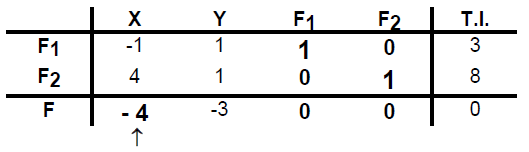 X Y F1 F2 T.I.
F1 -1 1 1 0 3
F2 4 1 0 1 8
F - 4 -3 0 0 0
↑